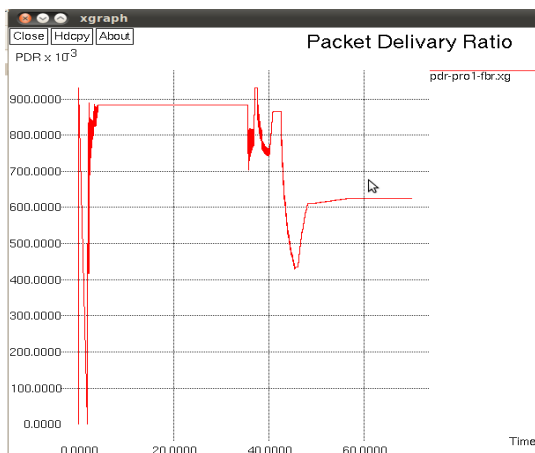 xgraph
Close Hdcpy About
Packet Delivary Ratio
PDR x 10-3
pdr-pro1-fbr.xg
900.0000
800.0000
700.0000
600.0000
500.0000
400.0000
300.0000
200.0000
100.0000
0.0000
Time
0.0000 20.0000 40.0000 60.0000